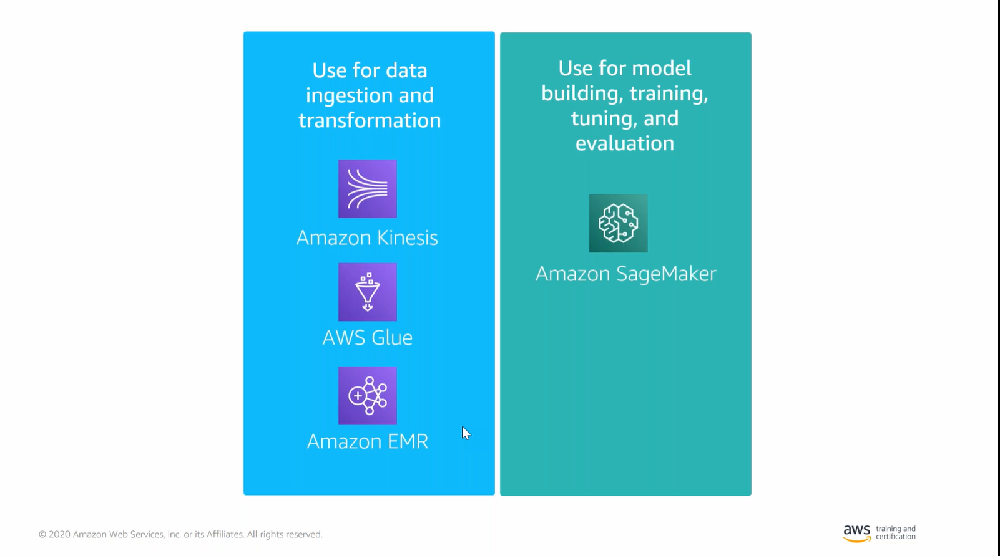 Use for data
ingestion and
transformation
Amazon Kinesis
AWS Glue
Amazon EMR
Use for model
building, training,
tuning, and
evaluation
Amazon SageMaker
© 2020 Amazon Web Services, Inc. or its Affiliates. All rights reserved.
aws training and
certification